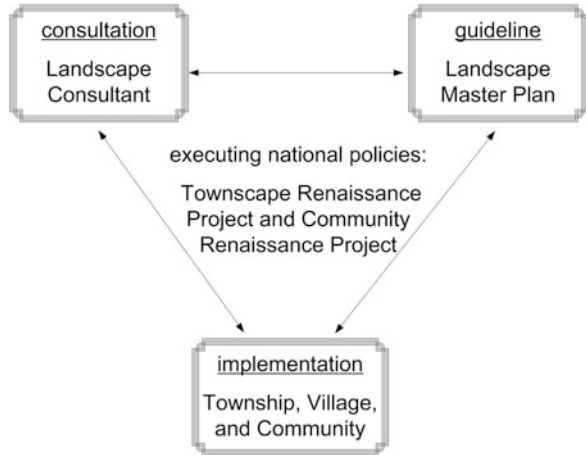 consultation
Landscape
Consultant
guideline
Landscape
Master Plan
executing national policies:
Townscape Renaissance
Project and Community
Renaissance Project
implementation
Township, Village,
and Community